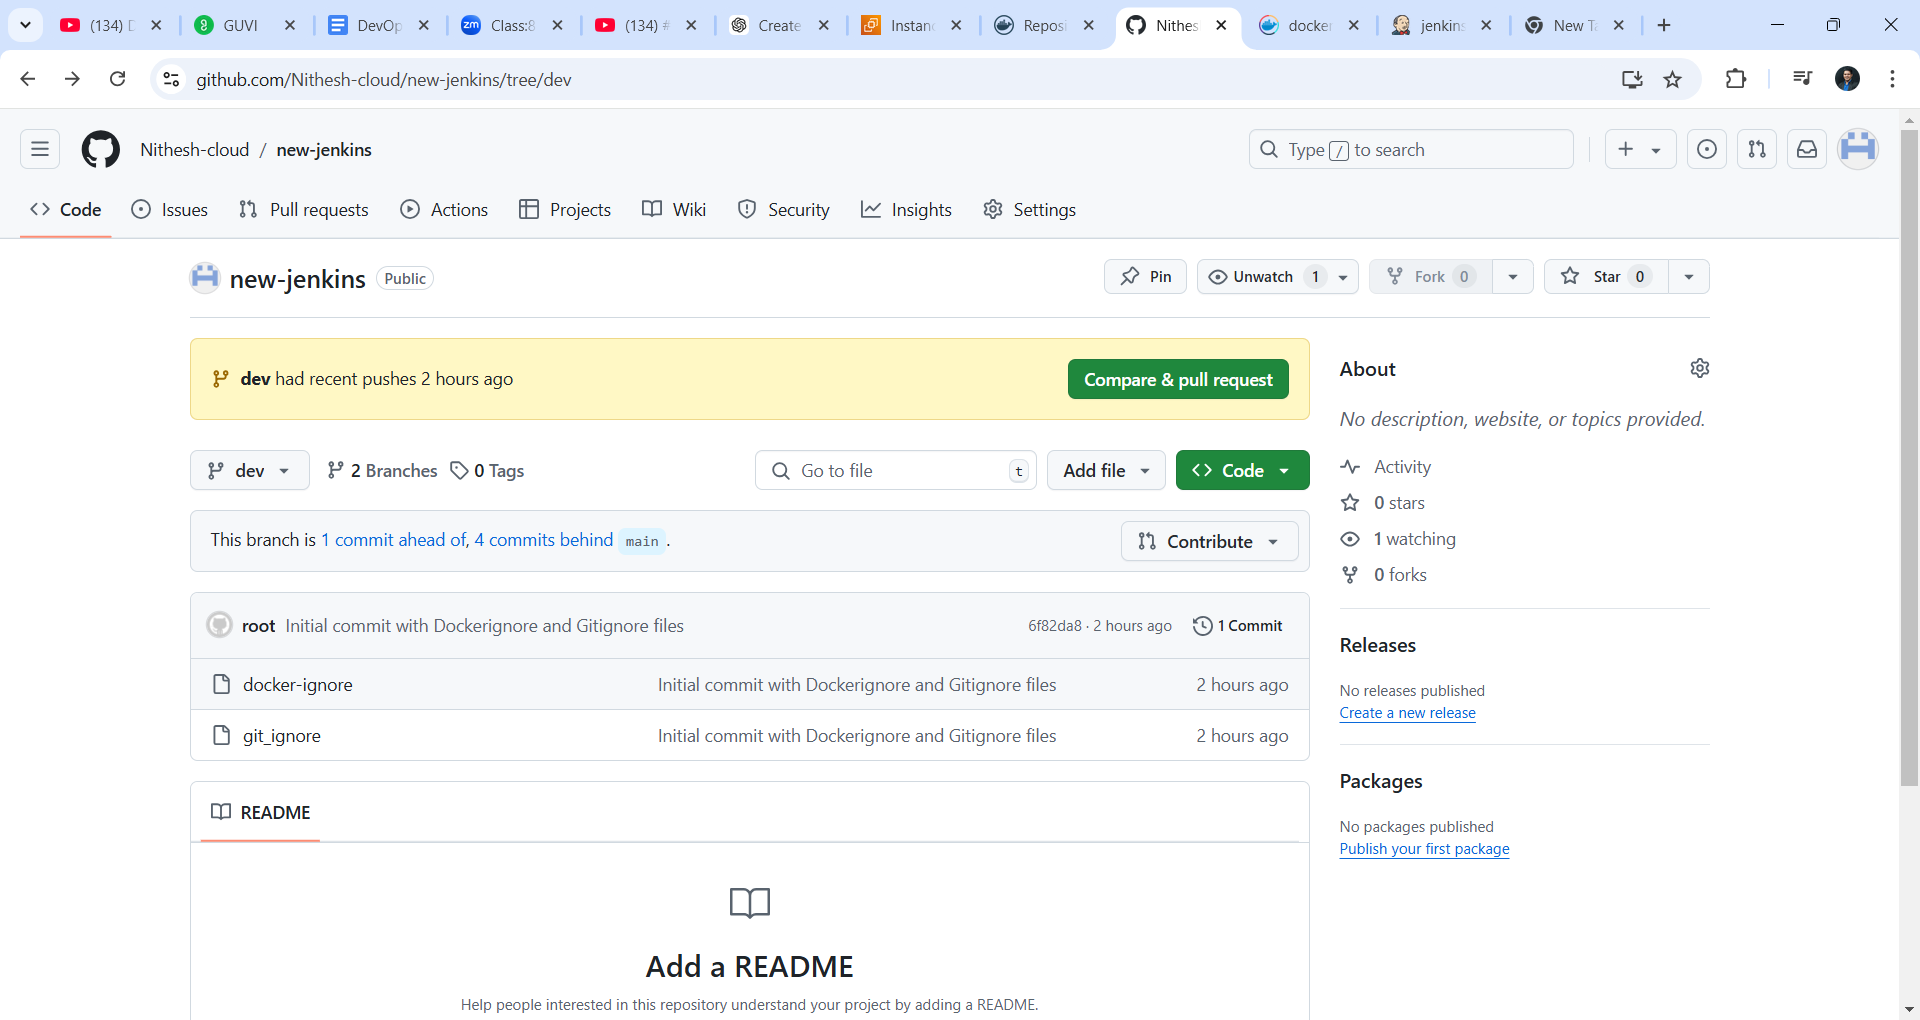 (134) D
GUVI
DevOp
zm Class:8
(134) #
Create
Instanc
Reposi
Nithes
docker
jenkins
New Ta
github.com/Nithesh-cloud/new-jenkins/tree/dev
Nithesh-cloud / new-jenkins
Type / to search
Code
Issues
Pull requests
Actions
Projects
Wiki
Security
Insights
Settings
new-jenkins Public
Pin
Unwatch 1
Fork 0
Star 0
dev had recent pushes 2 hours ago
Compare & pull request
dev
2 Branches
0 Tags
Go to file t
Add file
Code
This branch is 1 commit ahead of, 4 commits behind main .
Contribute
root Initial commit with Dockerignore and Gitignore files 6f82da8 · 2 hours ago 1 Commit
docker-ignore Initial commit with Dockerignore and Gitignore files 2 hours ago
git_ignore Initial commit with Dockerignore and Gitignore files 2 hours ago
README
Add a README
Help people interested in this repository understand your project by adding a README.
About
No description, website, or topics provided.
Activity
0 stars
1 watching
0 forks
Releases
No releases published
Create a new release
Packages
No packages published
Publish your first package